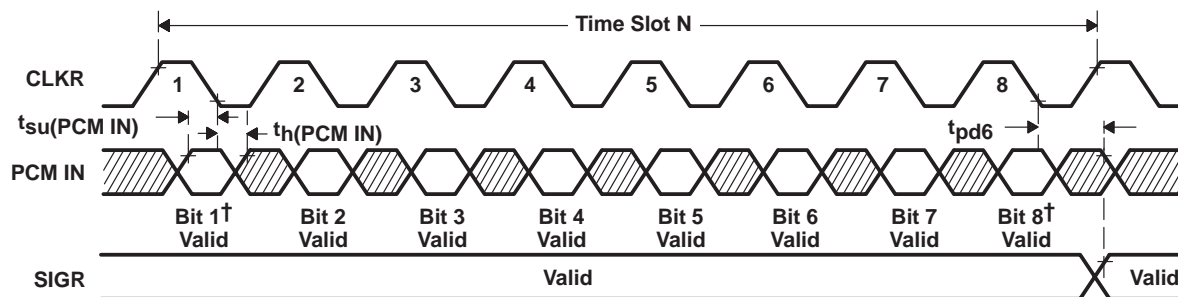 Time Slot N
CLKR
1 2 3 4 5 6 7 8
tsu(PCM IN)
th(PCM IN)
tpd6
PCM IN
Bit 1† Bit 2 Bit 3 Bit 4 Bit 5 Bit 6 Bit 7 Bit 8†
Valid Valid Valid Valid Valid Valid Valid Valid
SIGR
Valid Valid